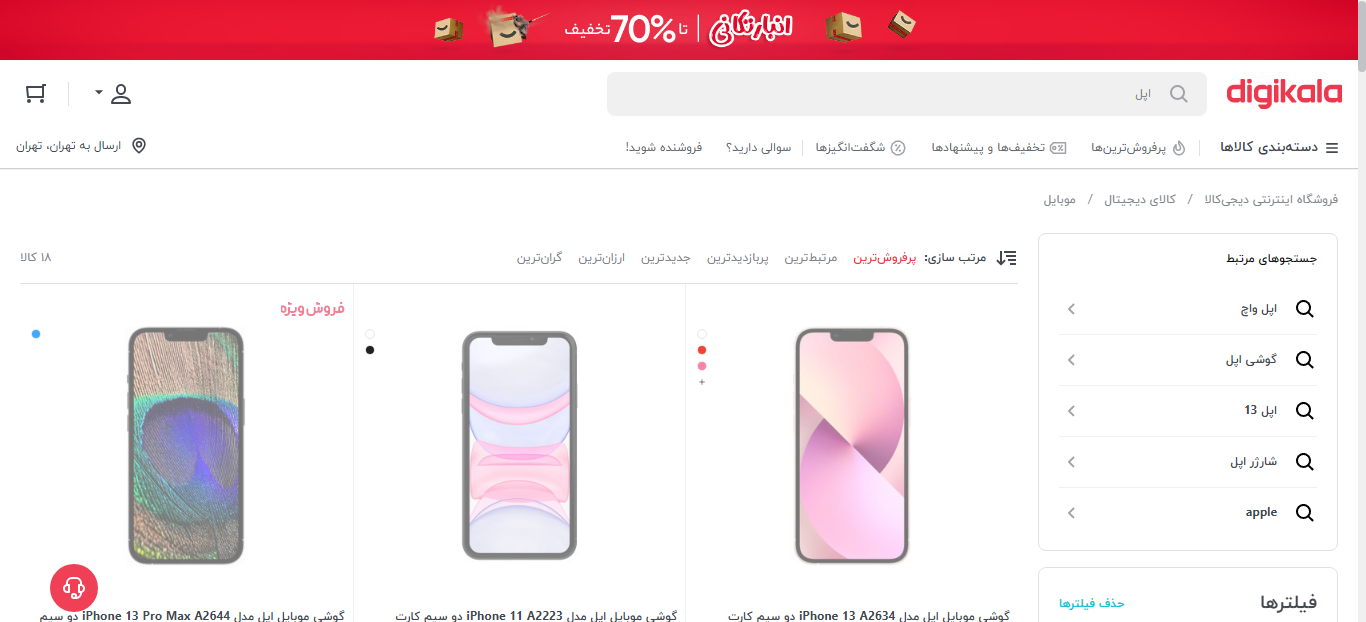 انبارتکانی | تا 70% تخفیف
digikala
اپل
دسته‌بندی کالاها
پرفروش‌ترین‌ها
تخفیف‌ها و پیشنهادها
شگفت‌انگیزها
سوالی دارید؟
فروشنده شوید!
ارسال به تهران، تهران
فروشگاه اینترنتی دیجی‌کالا / کالای دیجیتال / موبایل
جستجوهای مرتبط
اپل واچ
گوشی اپل
اپل 13
شارژر اپل
apple
فیلترها
حذف فیلترها
مرتب سازی: پرفروش‌ترین مرتبط‌ترین پربازدیدترین جدیدترین ارزان‌ترین گران‌ترین
۱۸ کالا
فروش ویژه
گوشی موبایل اپل مدل iPhone 13 A2634 دو سیم کارت
گوشی موبایل اپل مدل iPhone 11 A2223 دو سیم کارت
گوشی موبایل اپل مدل iPhone 13 Pro Max A2644 دو سیم